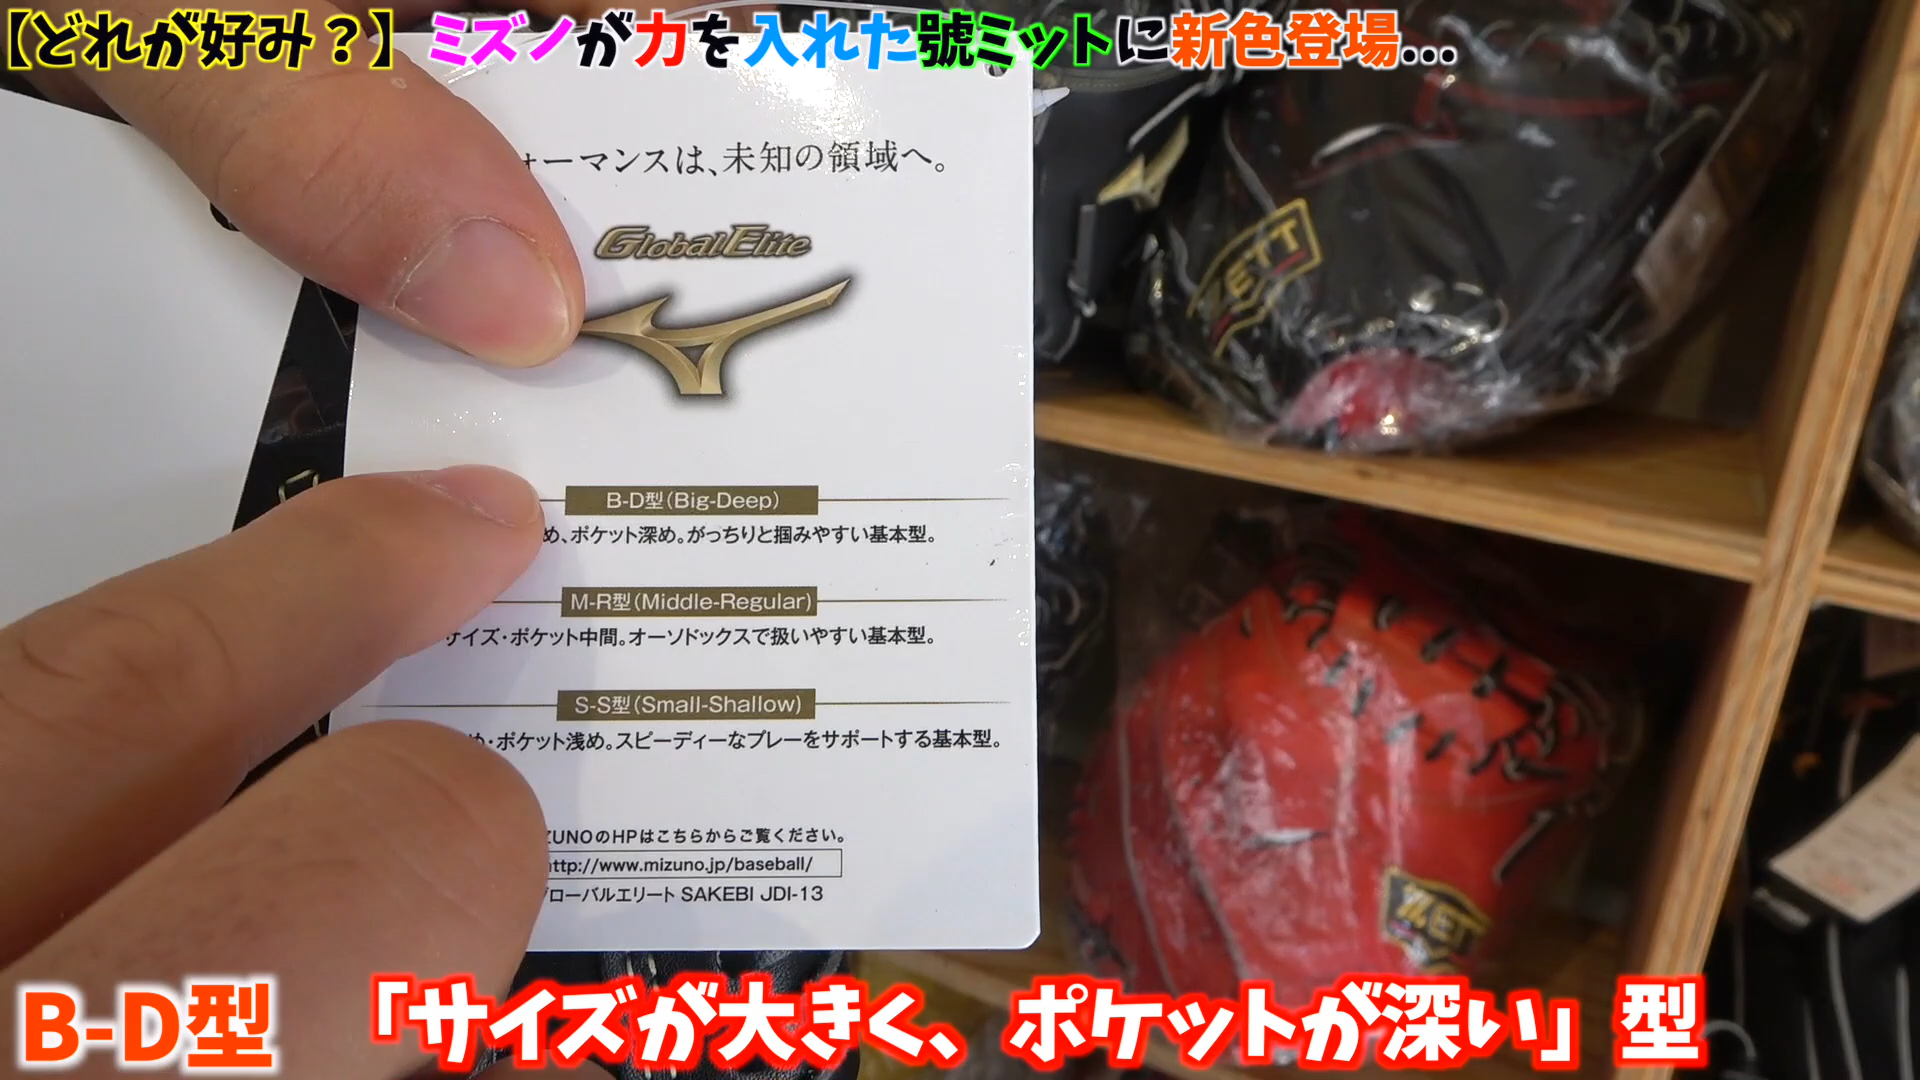 【どれが好み？】ミズノが力を入れた號ミットに新色登場...
ォーマンスは、未知の領域へ。
Global Elite
B-D型(Big-Deep)
め、ポケット深め。がっちりと掴みやすい基本型。
M-R型(Middle-Regular)
サイズ・ポケット中間。オーソドックスで扱いやすい基本型。
S-S型(Small-Shallow)
め・ポケット浅め。スピーディーなプレーをサポートする基本型。
ZUNOのHPはこちらからご覧ください。
http://www.mizuno.jp/baseball/
グローバルエリート SAKEBI JDI-13
ZETT
ZETT
B-D型 「サイズが大きく、ポケットが深い」型